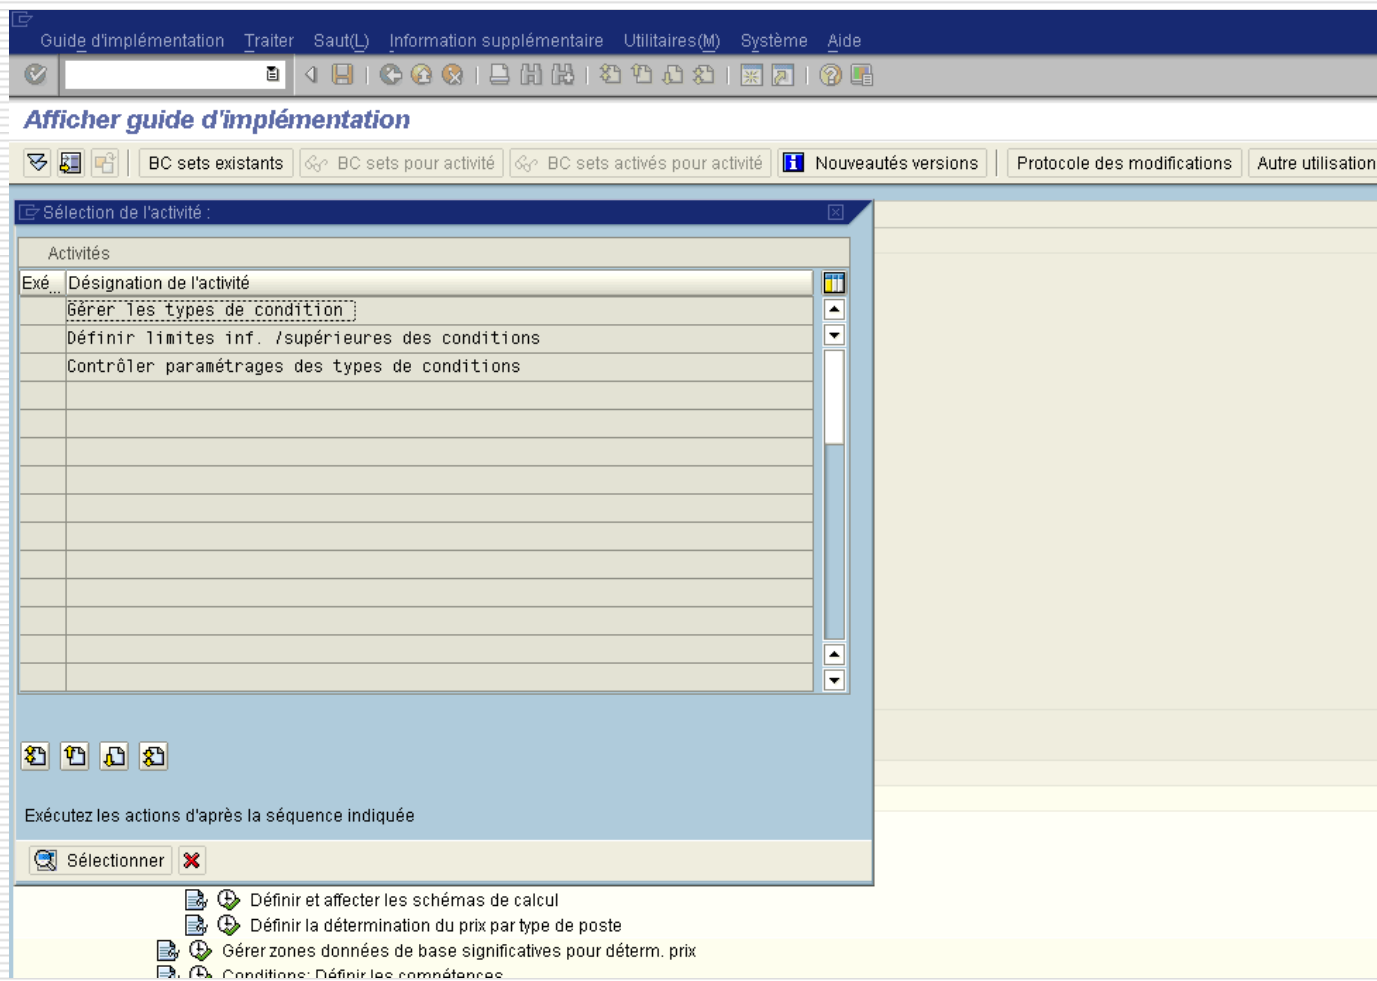 Guide d'implémentation Traiter Saut(L) Information supplémentaire Utilitaires(M) Système Aide
Afficher guide d'implémentation
BC sets existants BC sets pour activité BC sets activés pour activité Nouveautés versions Protocole des modifications Autre utilisation
Sélection de l'activité :
Activités
Exé... Désignation de l'activité
Gérer les types de condition
Définir limites inf. /supérieures des conditions
Contrôler paramétrages des types de conditions
Exécutez les actions d'après la séquence indiquée
Sélectionner
Définir et affecter les schémas de calcul
Définir la détermination du prix par type de poste
Gérer zones données de base significatives pour déterm. prix
Conditions: Définir les compétences